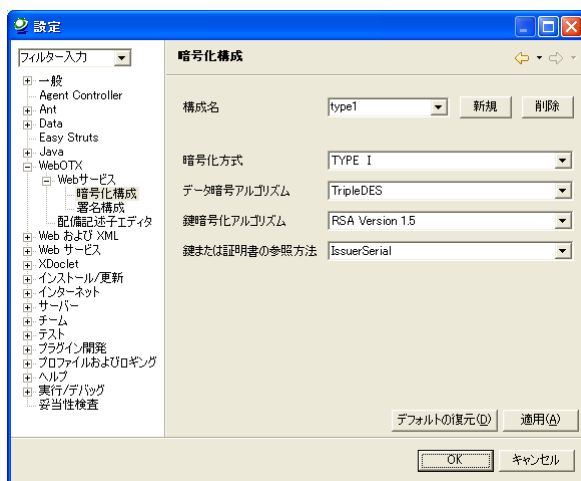 設定
フィルター入力
暗号化構成
一般
Agent Controller
Ant
Data
Easy Struts
Java
WebOTX
Webサービス
暗号化構成
署名構成
配備記述子エディタ
Web および XML
Web サービス
XDoclet
インストール/更新
インターネット
サーバー
チーム
テスト
プラグイン開発
プロファイルおよびロギング
ヘルプ
実行/デバッグ
妥当性検査
構成名 type1 新規 削除
暗号化方式 TYPE I
データ暗号アルゴリズム TripleDES
鍵暗号化アルゴリズム RSA Version 1.5
鍵または証明書の参照方法 IssuerSerial
デフォルトの復元(D) 適用(A)
OK キャンセル